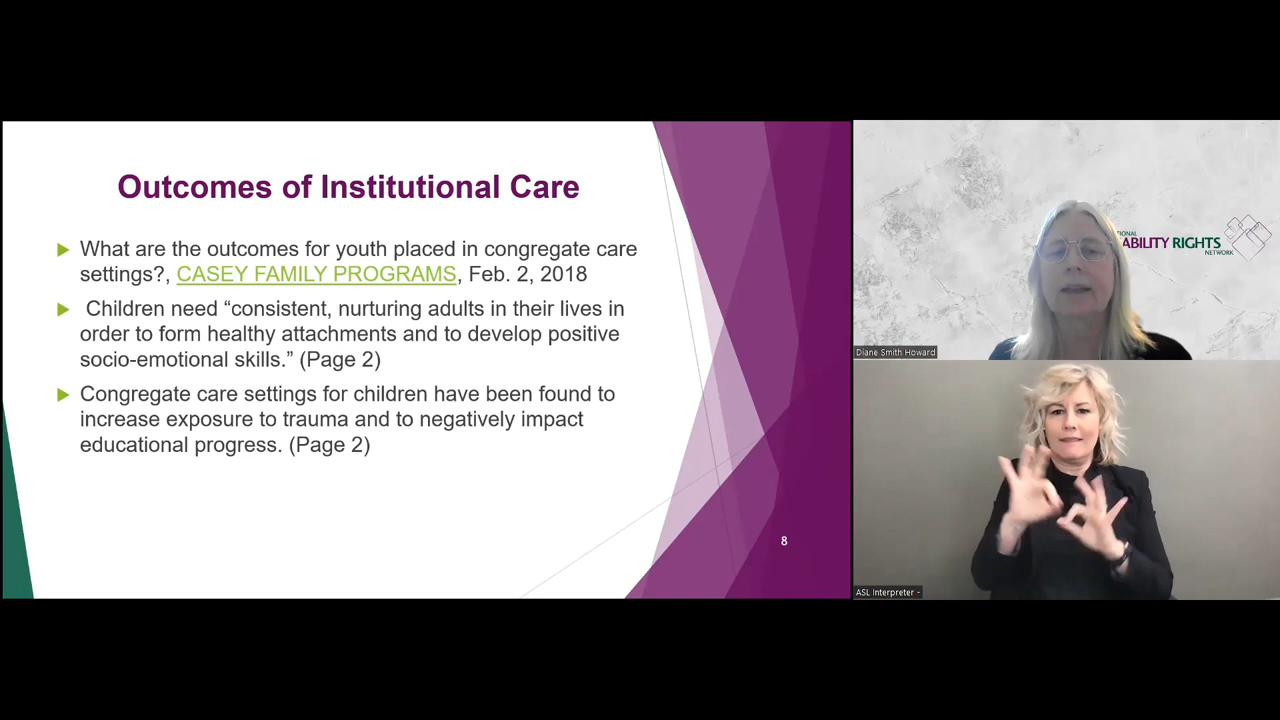 Outcomes of Institutional Care
What are the outcomes for youth placed in congregate care
settings?, CASEY FAMILY PROGRAMS, Feb. 2, 2018
Children need “consistent, nurturing adults in their lives in
order to form healthy attachments and to develop positive
socio-emotional skills.” (Page 2)
Congregate care settings for children have been found to
increase exposure to trauma and to negatively impact
educational progress. (Page 2)
8
ABILITY RIGHTS
NETWORK
Diane Smith Howard
ASL Interpreter -